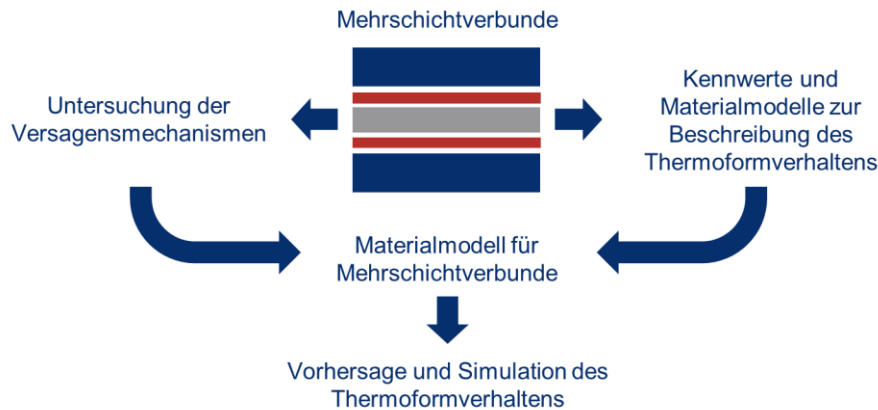 Mehrschichtverbunde
Untersuchung der
Versagensmechanismen
Kennwerte und
Materialmodelle zur
Beschreibung des
Thermoformverhaltens
Materialmodell für
Mehrschichtverbunde
Vorhersage und Simulation des
Thermoformverhaltens